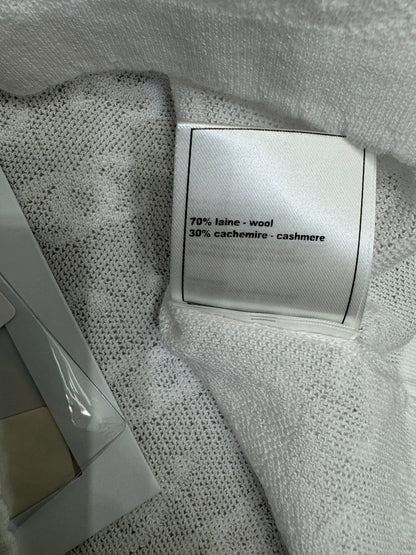 70% laine - wool
30% cachemire - cashmere